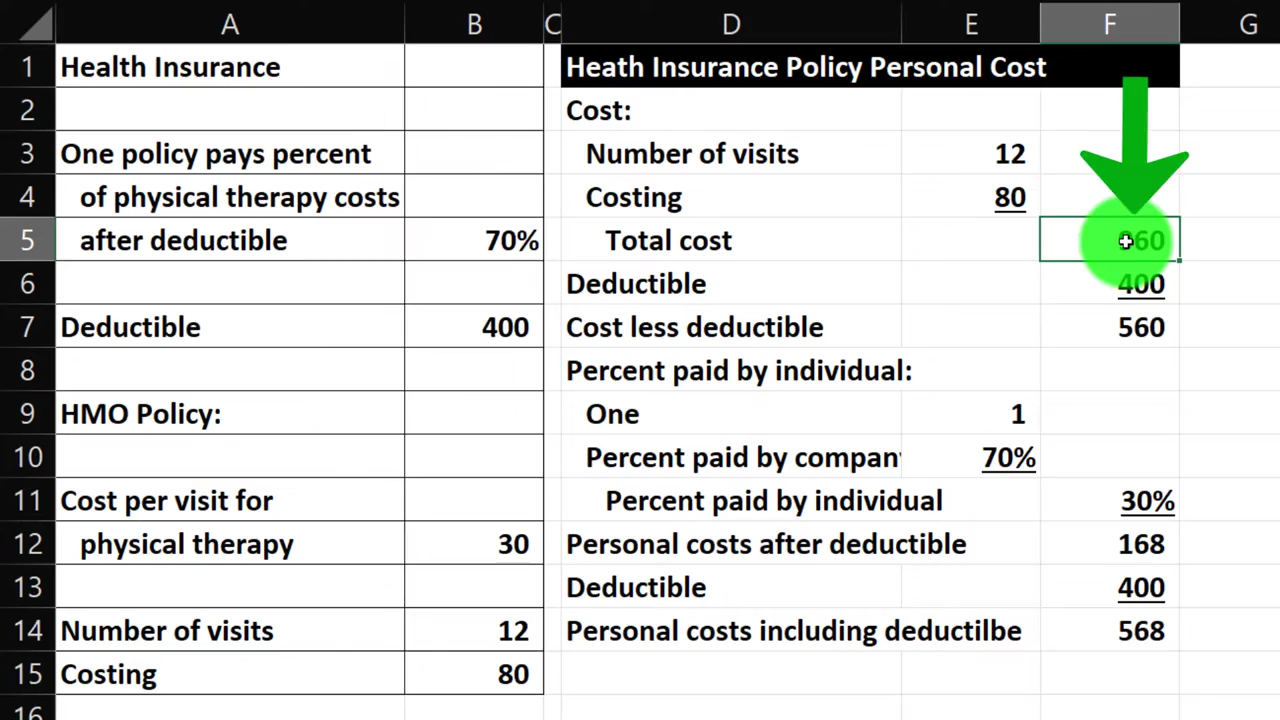 A B C D E F G
1 Health Insurance Heath Insurance Policy Personal Cost
2 Cost:
3 One policy pays percent Number of visits 12
4 of physical therapy costs Costing 80
5 after deductible 70% Total cost 960
6 Deductible 400
7 Deductible 400 Cost less deductible 560
8 Percent paid by individual:
9 HMO Policy: One 1
10 Percent paid by company 70%
11 Cost per visit for Percent paid by individual 30%
12 physical therapy 30 Personal costs after deductible 168
13 Deductible 400
14 Number of visits 12 Personal costs including deductilbe 568
15 Costing 80
16